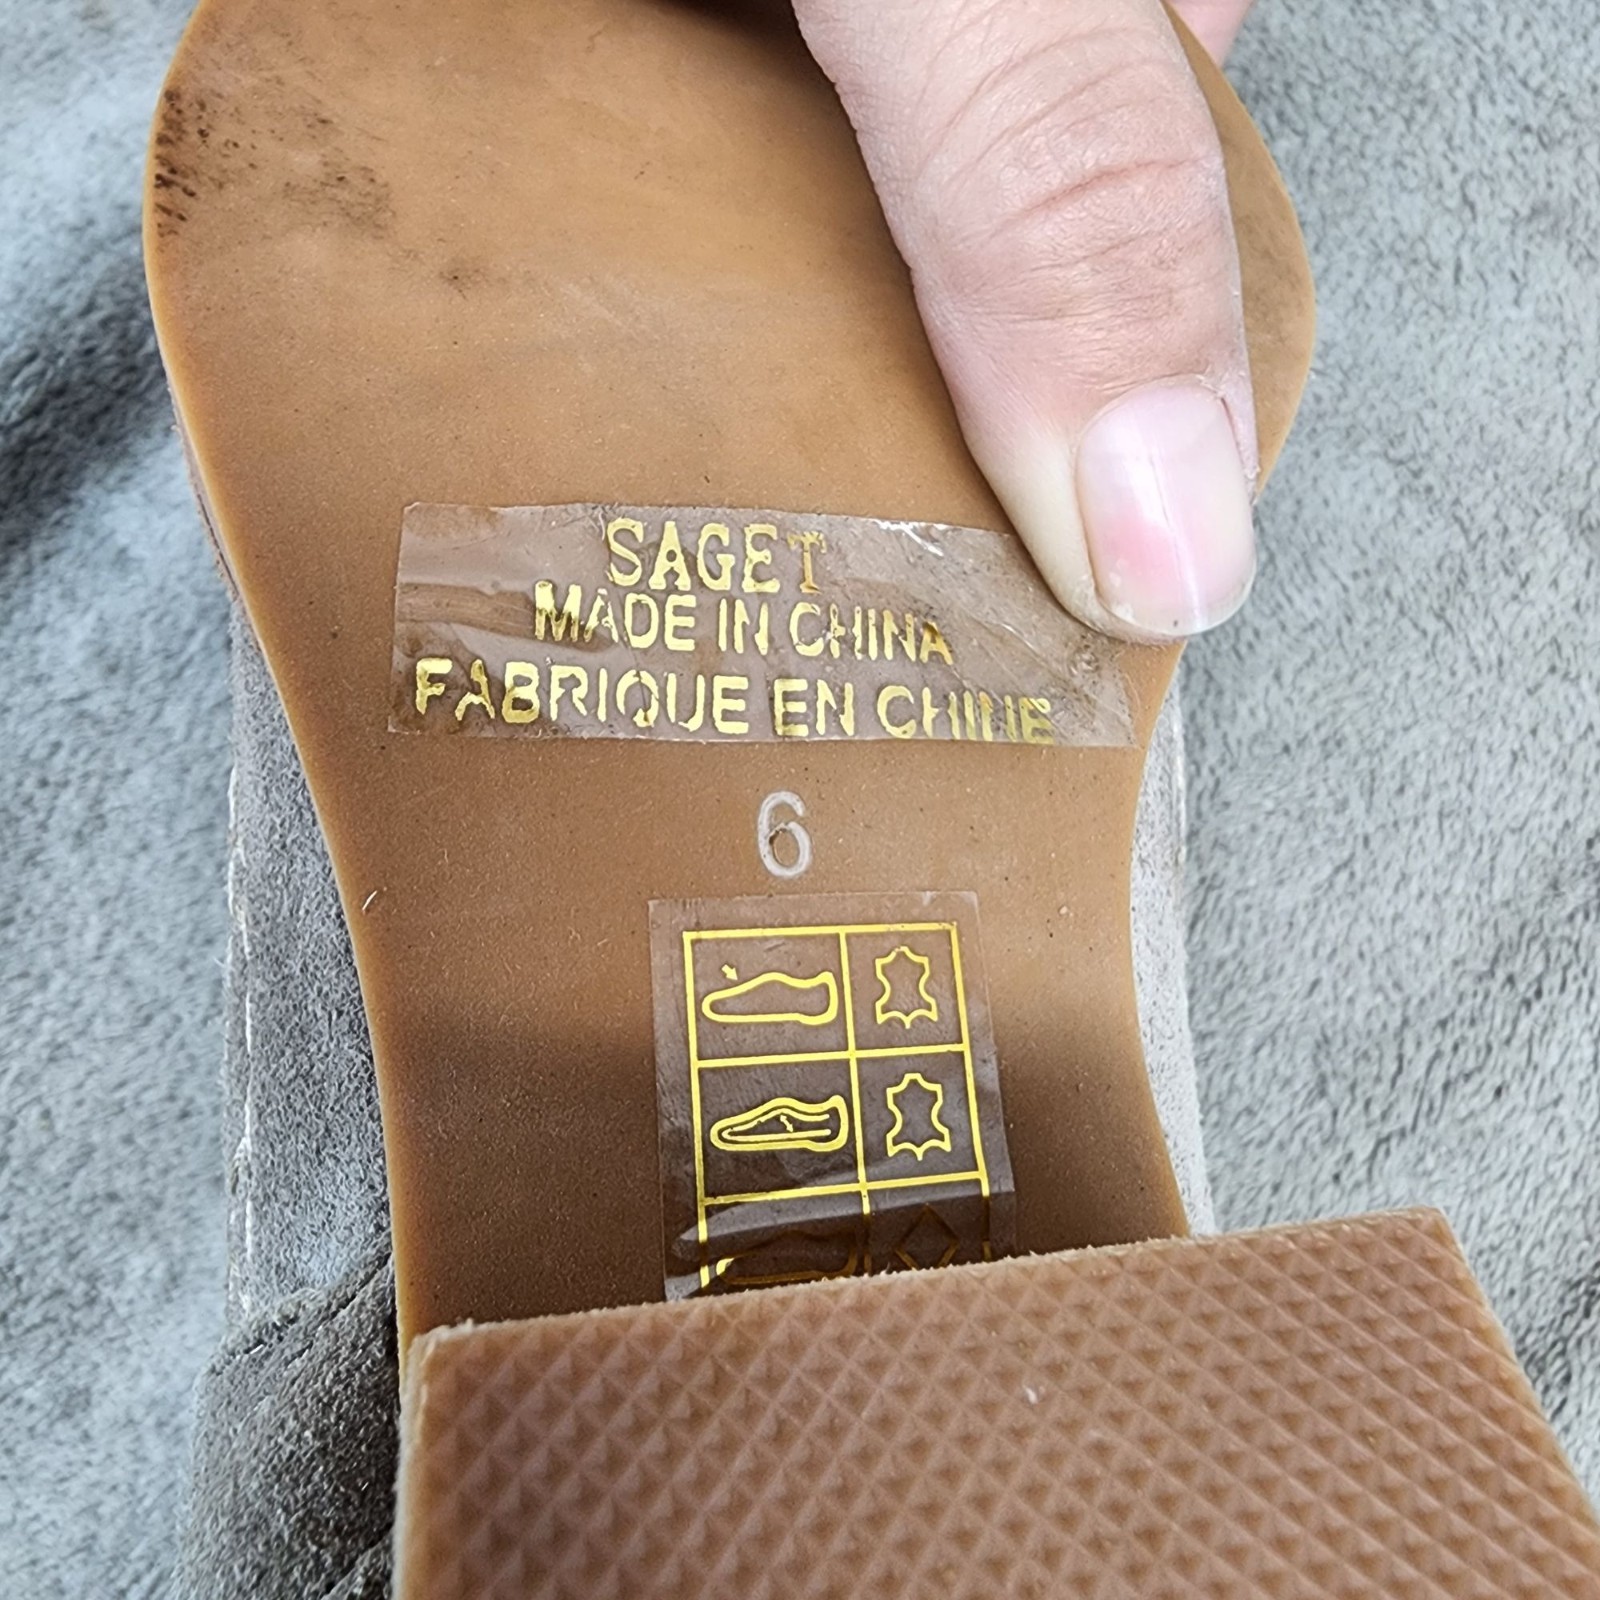 SAGET
MADE IN CHINA
FABRIQUE EN CHINE
6